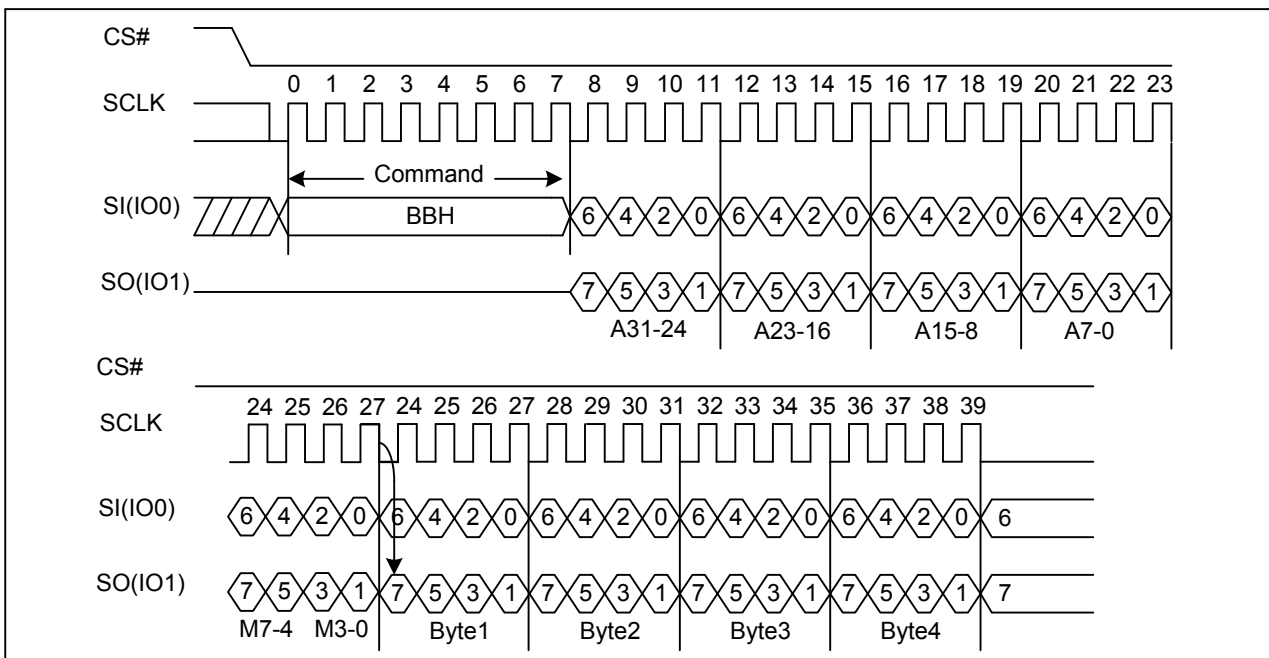 CS#
0 1 2 3 4 5 6 7 8 9 10 11 12 13 14 15 16 17 18 19 20 21 22 23
SCLK
Command
SI(IO0) BBH 6 4 2 0 6 4 2 0 6 4 2 0 6 4 2 0
SO(IO1) 7 5 3 1 7 5 3 1 7 5 3 1 7 5 3 1
A31-24 A23-16 A15-8 A7-0
CS#
24 25 26 27 24 25 26 27 28 29 30 31 32 33 34 35 36 37 38 39
SCLK
SI(IO0) 6 4 2 0 6 4 2 0 6 4 2 0 6 4 2 0 6 4 2 0 6
SO(IO1) 7 5 3 1 7 5 3 1 7 5 3 1 7 5 3 1 7 5 3 1 7
M7-4 M3-0 Byte1 Byte2 Byte3 Byte4